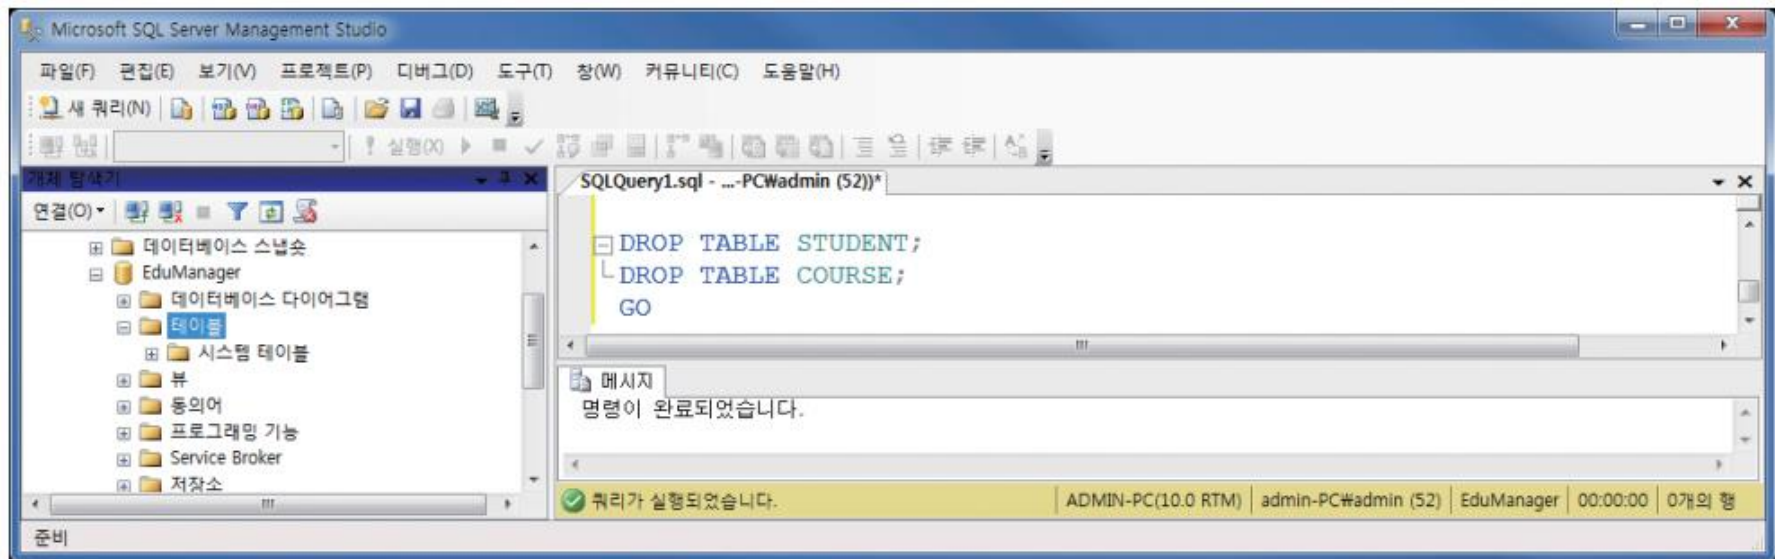 Microsoft SQL Server Management Studio
파일(F) 편집(E) 보기(V) 프로젝트(P) 디버그(D) 도구(T) 창(W) 커뮤니티(C) 도움말(H)
새 쿼리(N)
실행(X)
개체 탐색기
연결(O)
데이터베이스 스냅숏
EduManager
데이터베이스 다이어그램
테이블
시스템 테이블
뷰
동의어
프로그래밍 기능
Service Broker
저장소
SQLQuery1.sql - ...-PC₩admin (52))*
DROP TABLE STUDENT;
DROP TABLE COURSE;
GO
메시지
명령이 완료되었습니다.
쿼리가 실행되었습니다. ADMIN-PC(10.0 RTM) admin-PC₩admin (52) EduManager 00:00:00 0개의 행
준비